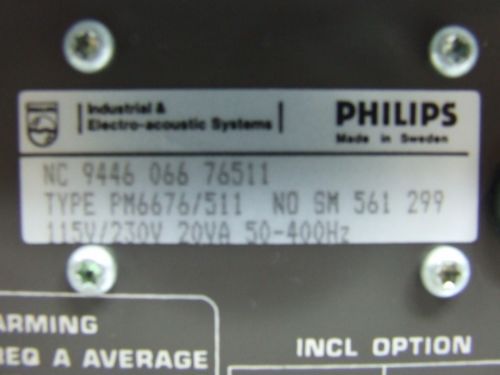 Industrial &
Electro-acoustic Systems
PHILIPS
Made in Sweden
NC 9446 066 76511
TYPE PM6676/511 NO SM 561 299
115V/230V 20VA 50-400Hz
ARMING
REQ A AVERAGE
INCL OPTION